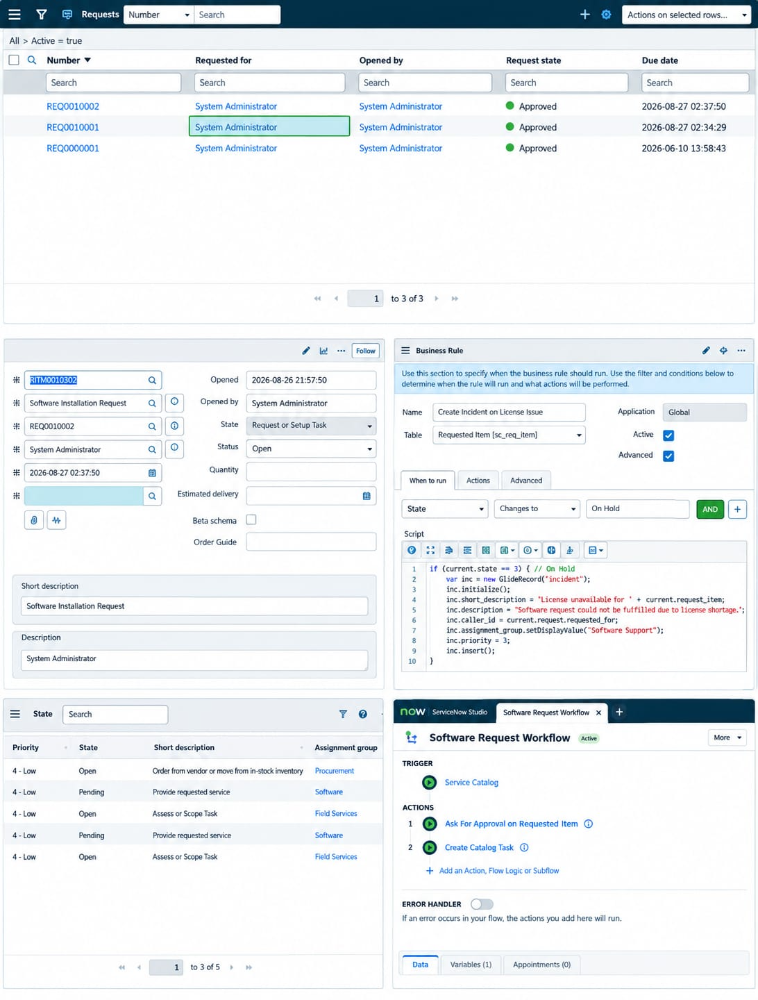 Requests Number Search Actions on selected rows...
All > Active = true
Number ▼ Requested for Opened by Request state Due date
Search Search Search Search Search
REQ0010002 System Administrator System Administrator Approved 2026-08-27 02:37:50
REQ0010001 System Administrator System Administrator Approved 2026-08-27 02:34:29
REQ0000001 System Administrator System Administrator Approved 2026-06-10 13:58:43
1 to 3 of 3
Follow
RITM0010302 Opened 2026-08-26 21:57:50
Software Installation Request Opened by System Administrator
REQ0010002 State Request or Setup Task
System Administrator Status Open
2026-08-27 02:37:50 Quantity
Estimated delivery
Beta schema
Order Guide
Short description
Software Installation Request
Description
System Administrator
Business Rule
Use this section to specify when the business rule should run. Use the filter and conditions below to
determine when the rule will run and what actions will be performed.
Name Create Incident on License Issue Application Global
Table Requested Item [sc_req_item] Active
Advanced
When to run Actions Advanced
State Changes to On Hold AND +
Script
1 if (current.state == 3) { // On Hold
2 var inc = new GlideRecord("incident");
3 inc.initialize();
4 inc.short_description = "License unavailable for ' + current.request_item;
5 inc.description = "Software request could not be fulfilled due to license shortage.";
6 inc.caller_id = current.request.requested_for;
7 inc.assignment_group.setDisplayValue("Software Support");
8 inc.priority = 3;
9 inc.insert();
10 }
State Search
Priority State Short description Assignment group
4 - Low Open Order from vendor or move from in-stock inventory Procurement
4 - Low Pending Provide requested service Software
4 - Low Open Assess or Scope Task Field Services
4 - Low Pending Provide requested service Software
4 - Low Open Assess or Scope Task Field Services
1 to 3 of 5
now ServiceNow Studio Software Request Workflow × +
Software Request Workflow Active More
TRIGGER
Service Catalog
ACTIONS
1 Ask For Approval on Requested Item
2 Create Catalog Task
+ Add an Action, Flow Logic or Subflow
ERROR HANDLER
If an error occurs in your flow, the actions you add here will run.
Data Variables (1) Appointments (0)